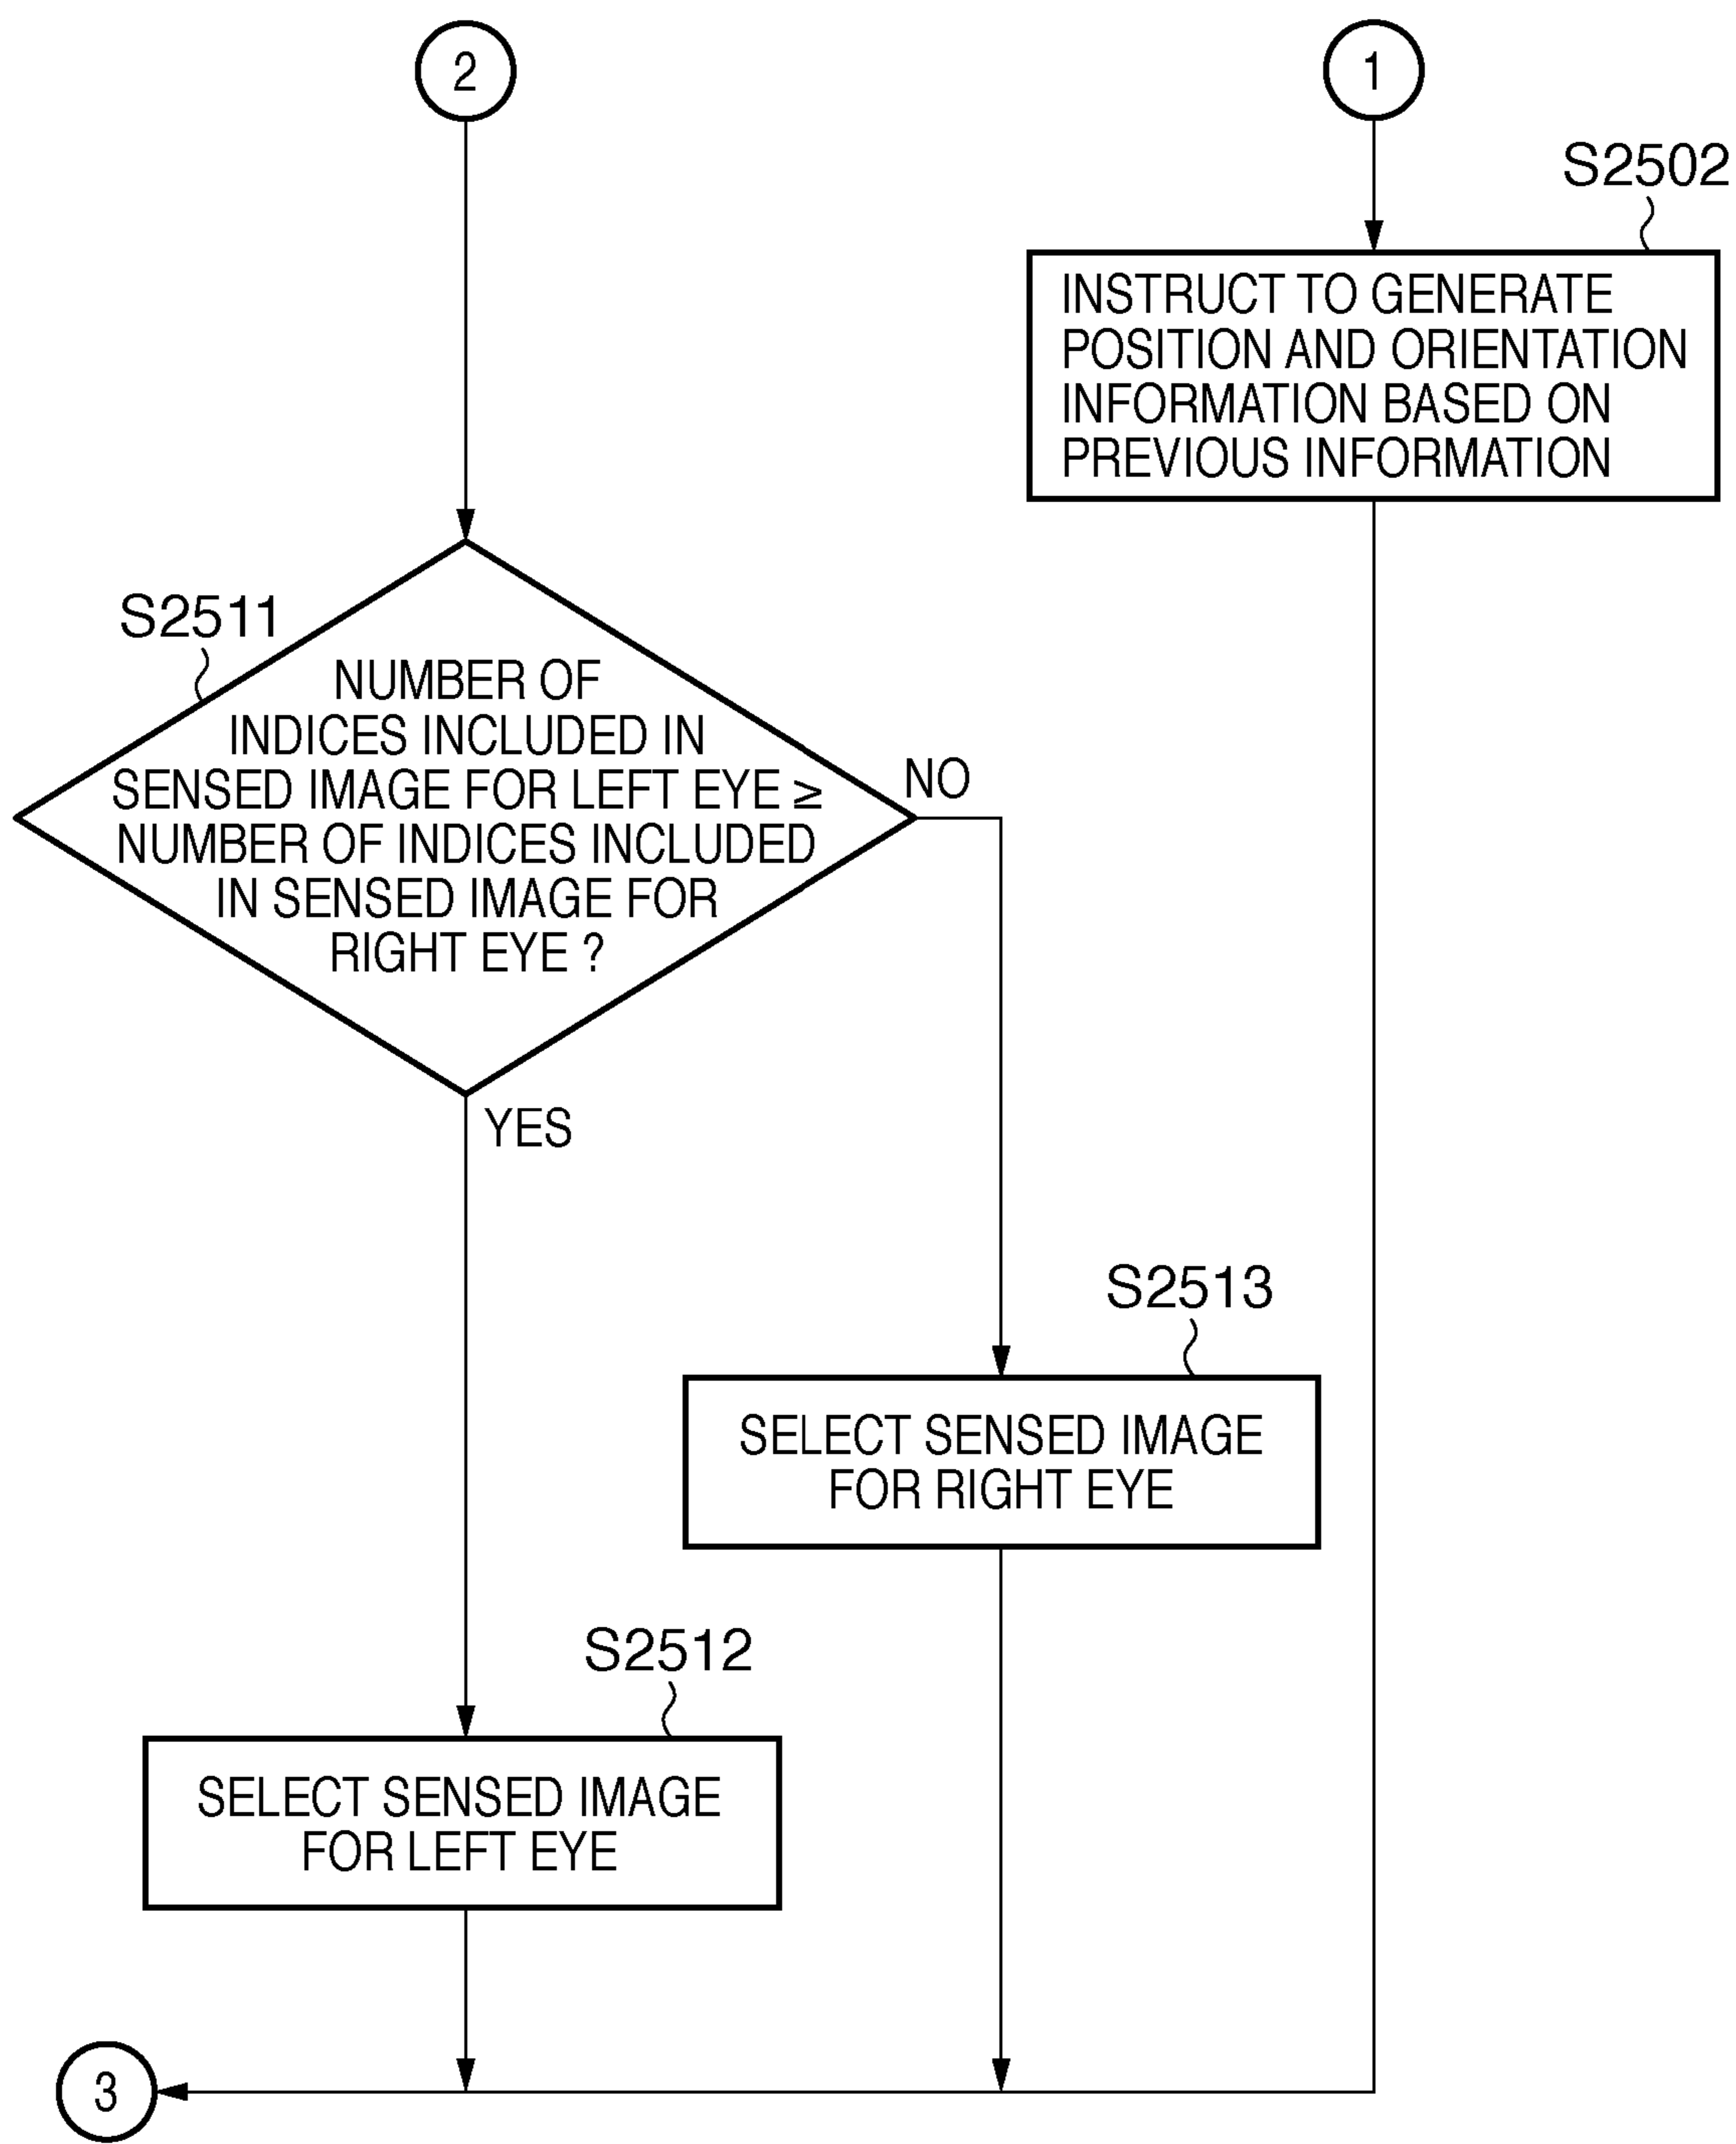 2
1
S2502
INSTRUCT TO GENERATE
POSITION AND ORIENTATION
INFORMATION BASED ON
PREVIOUS INFORMATION
S2511
NUMBER OF
INDICES INCLUDED IN
SENSED IMAGE FOR LEFT EYE ≥
NUMBER OF INDICES INCLUDED
IN SENSED IMAGE FOR
RIGHT EYE ?
NO
YES
S2513
SELECT SENSED IMAGE
FOR RIGHT EYE
S2512
SELECT SENSED IMAGE
FOR LEFT EYE
3